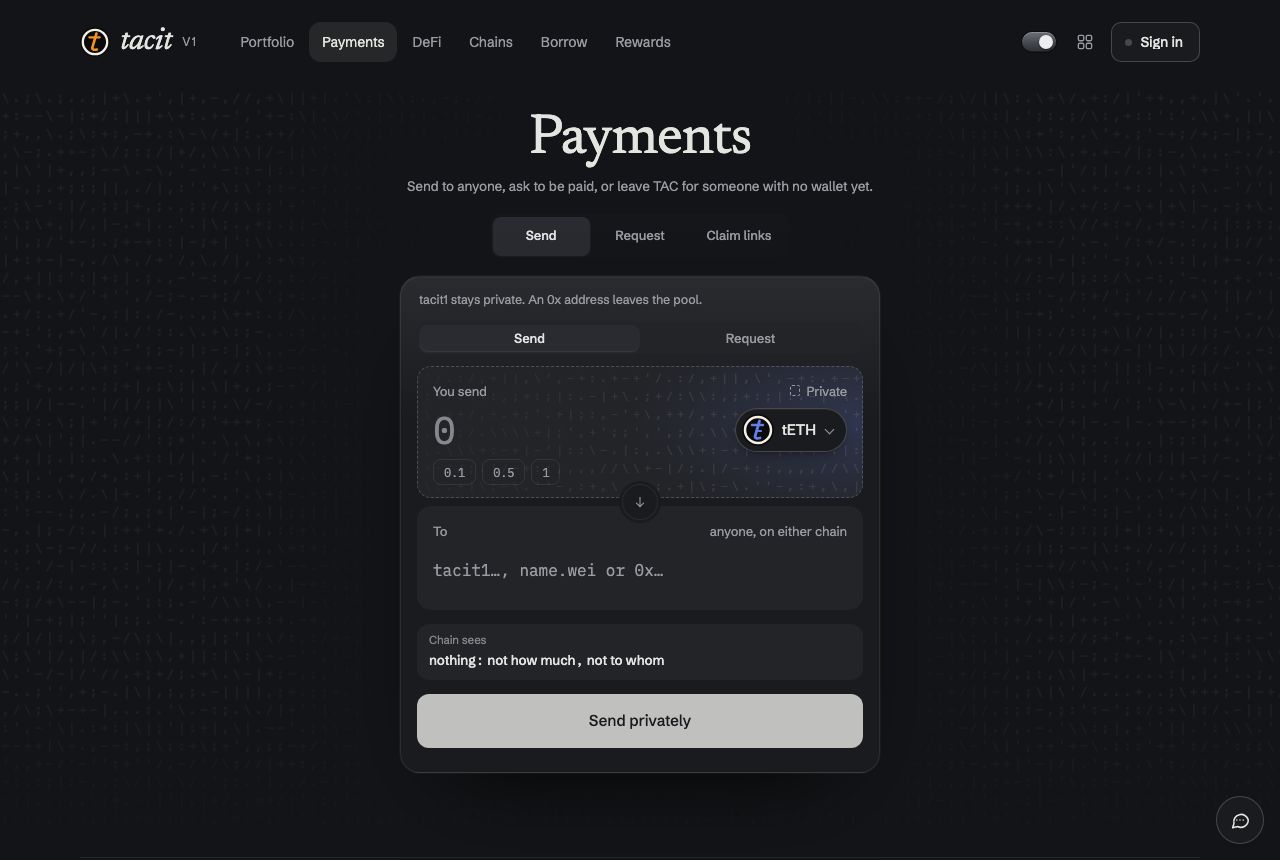 tacit V1 Portfolio Payments DeFi Chains Borrow Rewards Sign in
Payments
Send to anyone, ask to be paid, or leave TAC for someone with no wallet yet.
Send Request Claim links
tacit1 stays private. An 0x address leaves the pool.
Send Request
You send Private
0 tETH
0.1 0.5 1
To anyone, on either chain
tacit1…, name.wei or 0x…
Chain sees
nothing: not how much, not to whom
Send privately